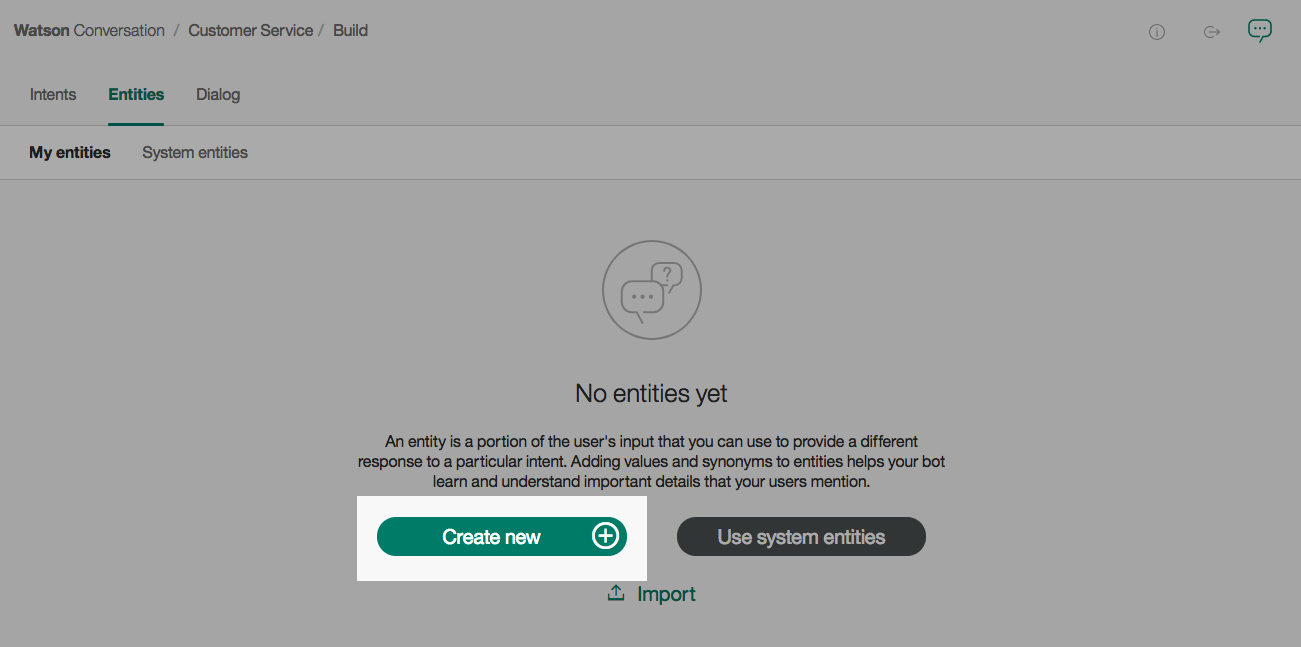 Watson Conversation / Customer Service / Build
Intents Entities Dialog
My entities System entities
?
No entities yet
An entity is a portion of the user's input that you can use to provide a different
response to a particular intent. Adding values and synonyms to entities helps your bot
learn and understand important details that your users mention.
Create new Use system entities
Import